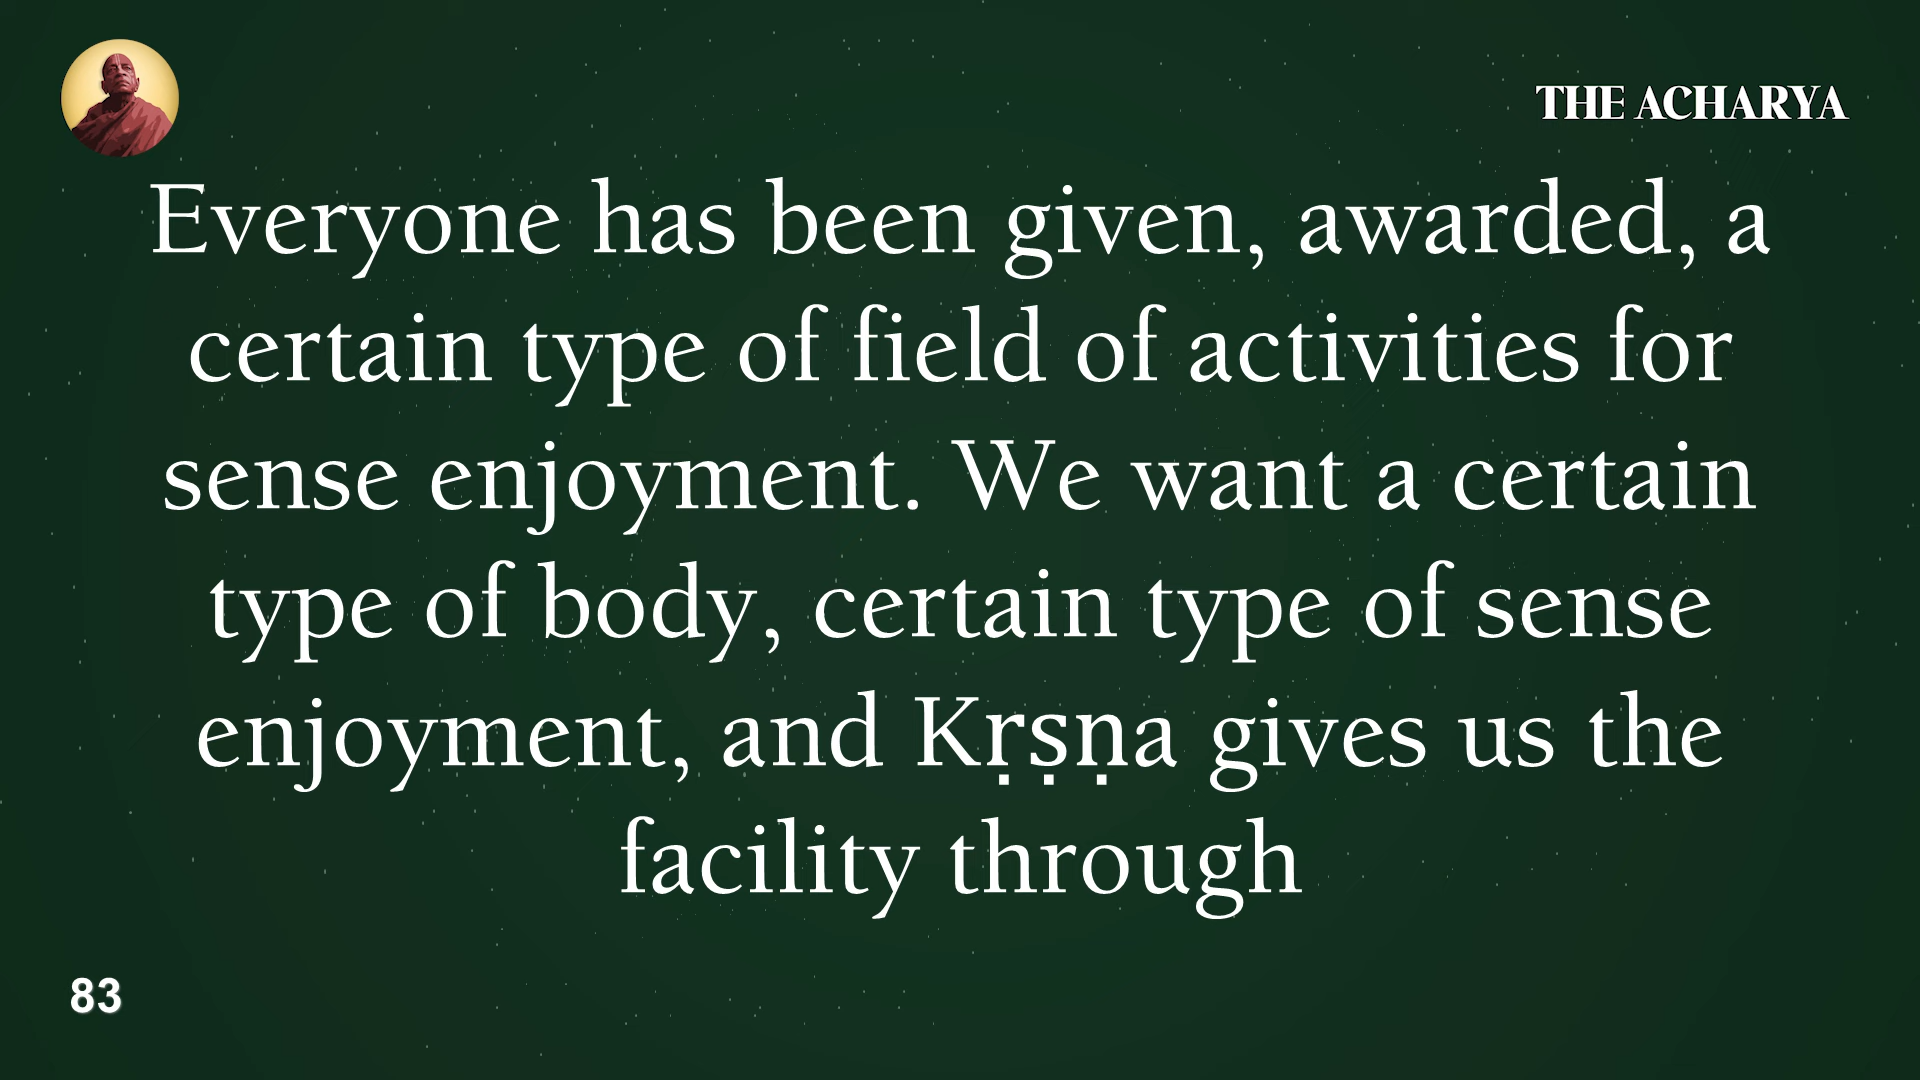 THE ACHARYA
Everyone has been given, awarded, a
certain type of field of activities for
sense enjoyment. We want a certain
type of body, certain type of sense
enjoyment, and Kṛṣṇa gives us the
facility through
83